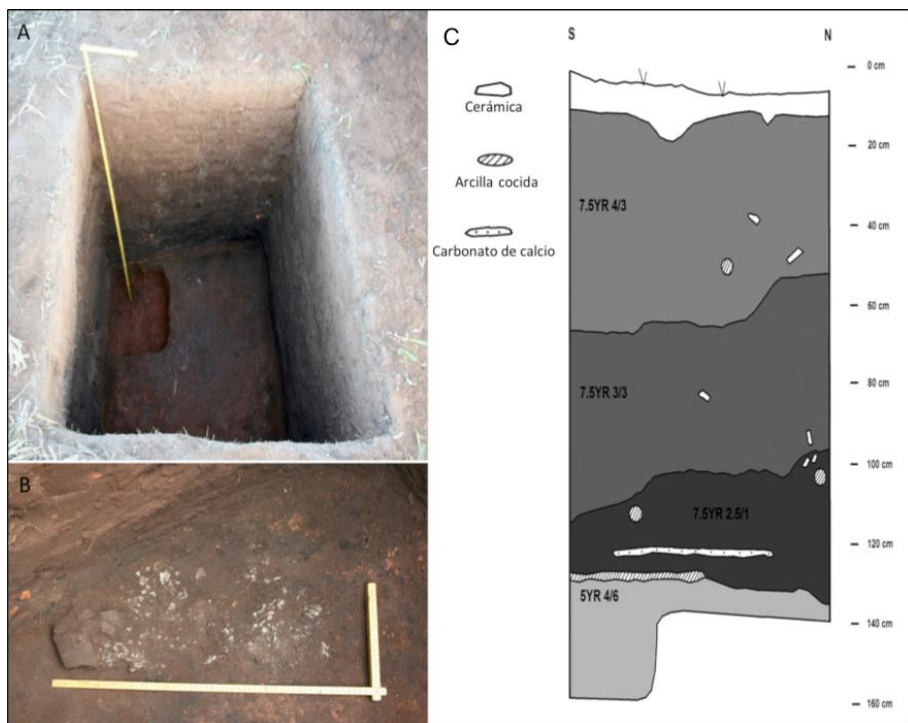 A
B
C
Cerámica
Arcilla cocida
Carbonato de calcio
S
N
7.5YR 4/3
7.5YR 3/3
7.5YR 2.5/1
5YR 4/6
0 cm
20 cm
40 cm
60 cm
80 cm
100 cm
120 cm
140 cm
160 cm